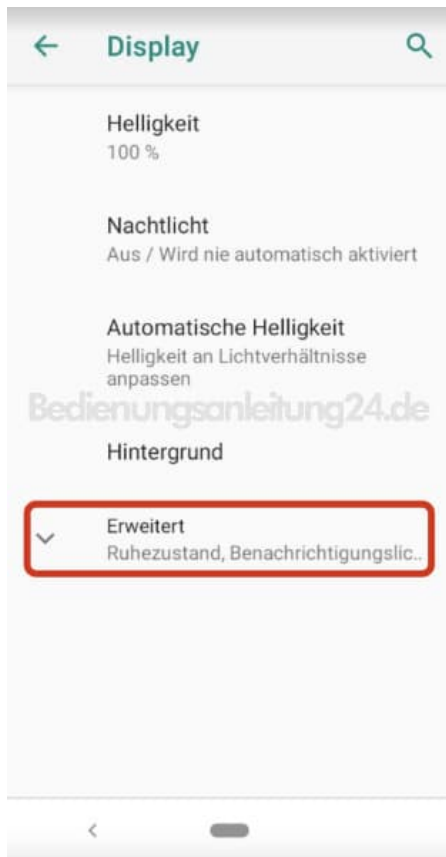 Display
Helligkeit
100 %
Nachtlicht
Aus / Wird nie automatisch aktiviert
Automatische Helligkeit
Helligkeit an Lichtverhältnisse
anpassen
Bedienungsanleitung24.de
Hintergrund
Erweitert
Ruhezustand, Benachrichtigungslic..